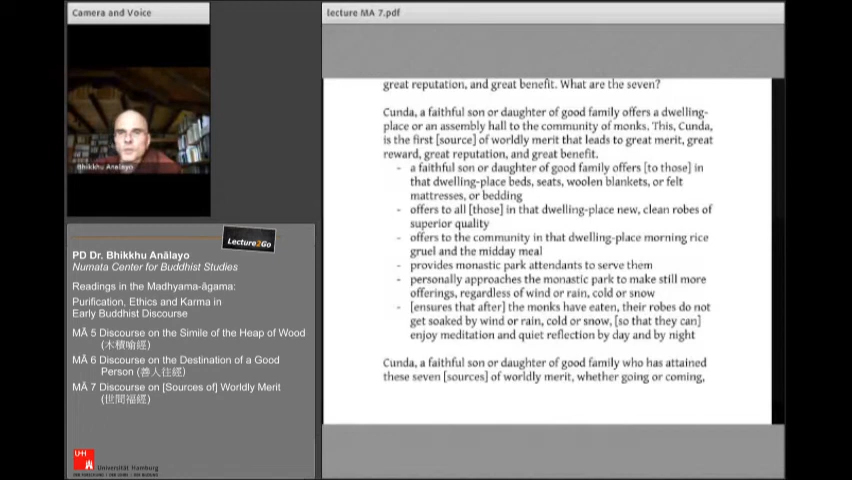 Camera and Voice
Bhikkhu Anālayo
Lecture2Go
PD Dr. Bhikkhu Anālayo
Numata Center for Buddhist Studies
Readings in the Madhyama-āgama:
Purification, Ethics and Karma in
Early Buddhist Discourse
MĀ 5 Discourse on the Simile of the Heap of Wood
(木積喻經)
MĀ 6 Discourse on the Destination of a Good
Person (善人往經)
MĀ 7 Discourse on [Sources of] Worldly Merit
(世間福經)
UH
Universität Hamburg
lecture MA 7.pdf
great reputation, and great benefit. What are the seven?
Cunda, a faithful son or daughter of good family offers a dwelling-
place or an assembly hall to the community of monks. This, Cunda,
is the first [source] of worldly merit that leads to great merit, great
reward, great reputation, and great benefit.
- a faithful son or daughter of good family offers [to those] in
that dwelling-place beds, seats, woolen blankets, or felt
mattresses, or bedding
- offers to all [those] in that dwelling-place new, clean robes of
superior quality
- offers to the community in that dwelling-place morning rice
gruel and the midday meal
- provides monastic park attendants to serve them
- personally approaches the monastic park to make still more
offerings, regardless of wind or rain, cold or snow
- [ensures that after] the monks have eaten, their robes do not
get soaked by wind or rain, cold or snow, [so that they can]
enjoy meditation and quiet reflection by day and by night
Cunda, a faithful son or daughter of good family who has attained
these seven [sources] of worldly merit, whether going or coming,